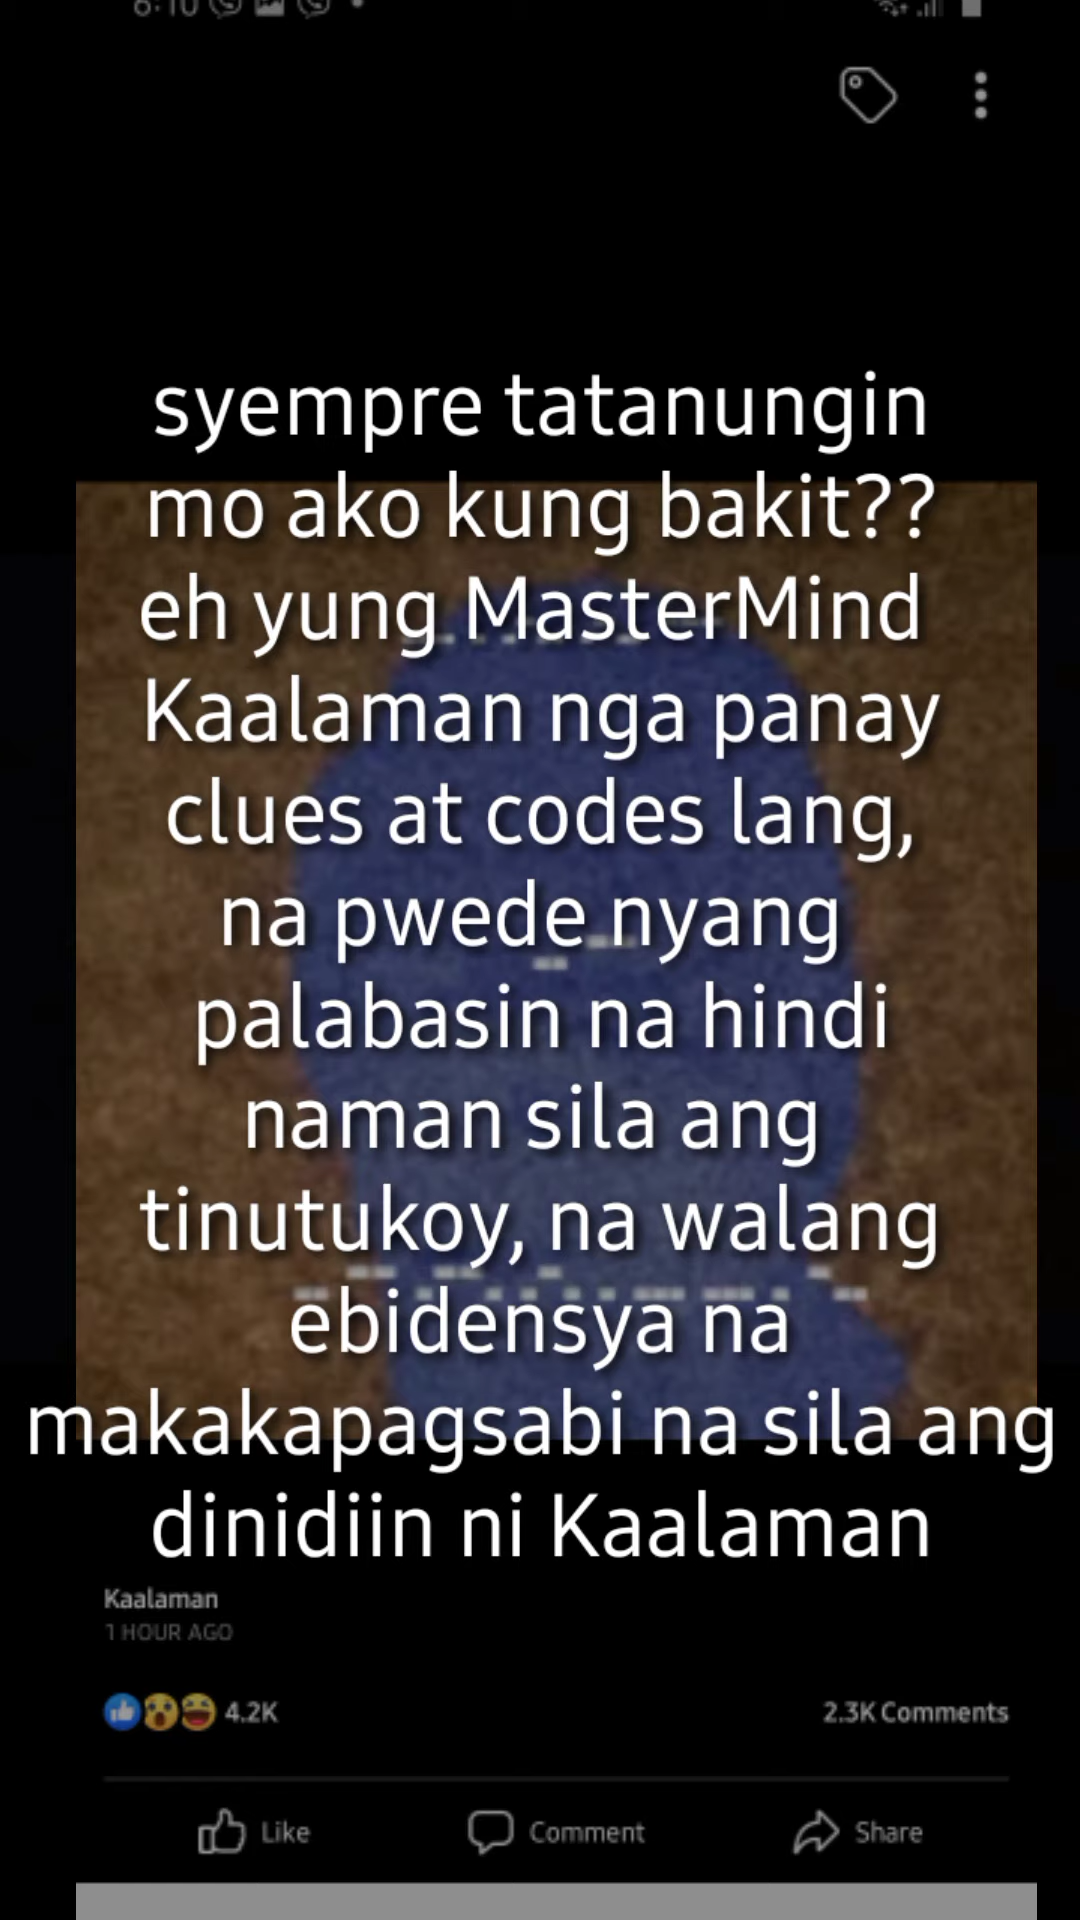 6:10
syempre tatanungin
mo ako kung bakit??
eh yung MasterMind
Kaalaman nga panay
clues at codes lang,
na pwede nyang
palabasin na hindi
naman sila ang
tinutukoy, na walang
ebidensya na
makakapagsabi na sila ang
dinidiin ni Kaalaman
Kaalaman
1 HOUR AGO
4.2K
2.3K Comments
Like
Comment
Share